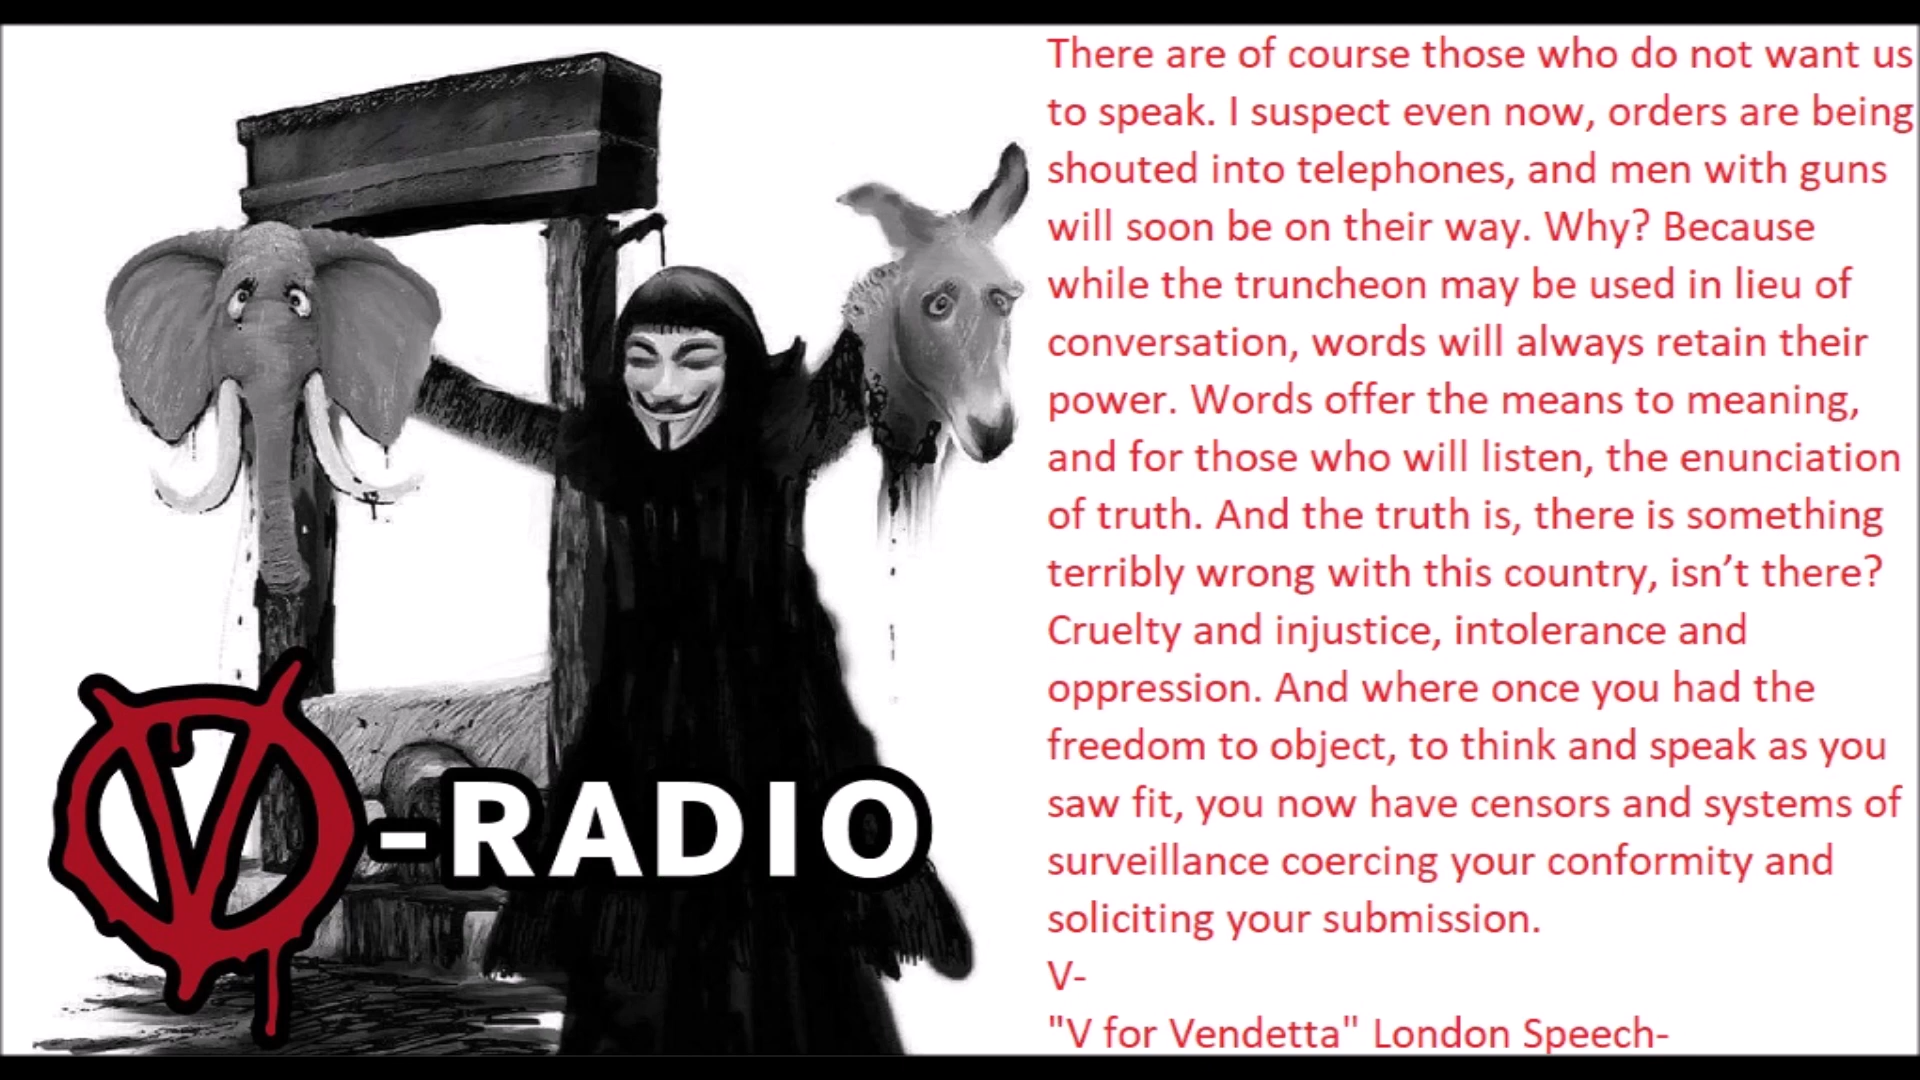 There are of course those who do not want us
to speak. I suspect even now, orders are being
shouted into telephones, and men with guns
will soon be on their way. Why? Because
while the truncheon may be used in lieu of
conversation, words will always retain their
power. Words offer the means to meaning,
and for those who will listen, the enunciation
of truth. And the truth is, there is something
terribly wrong with this country, isn’t there?
Cruelty and injustice, intolerance and
oppression. And where once you had the
freedom to object, to think and speak as you
saw fit, you now have censors and systems of
surveillance coercing your conformity and
soliciting your submission.
V-
"V for Vendetta" London Speech-
V-RADIO